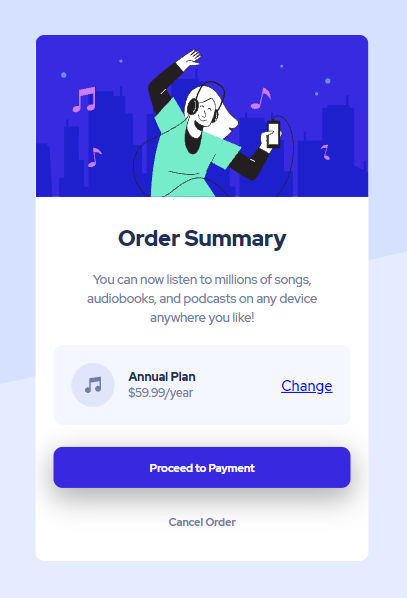 Order Summary
You can now listen to millions of songs,
audiobooks, and podcasts on any device
anywhere you like!
Annual Plan
$59.99/year
Change
Proceed to Payment
Cancel Order